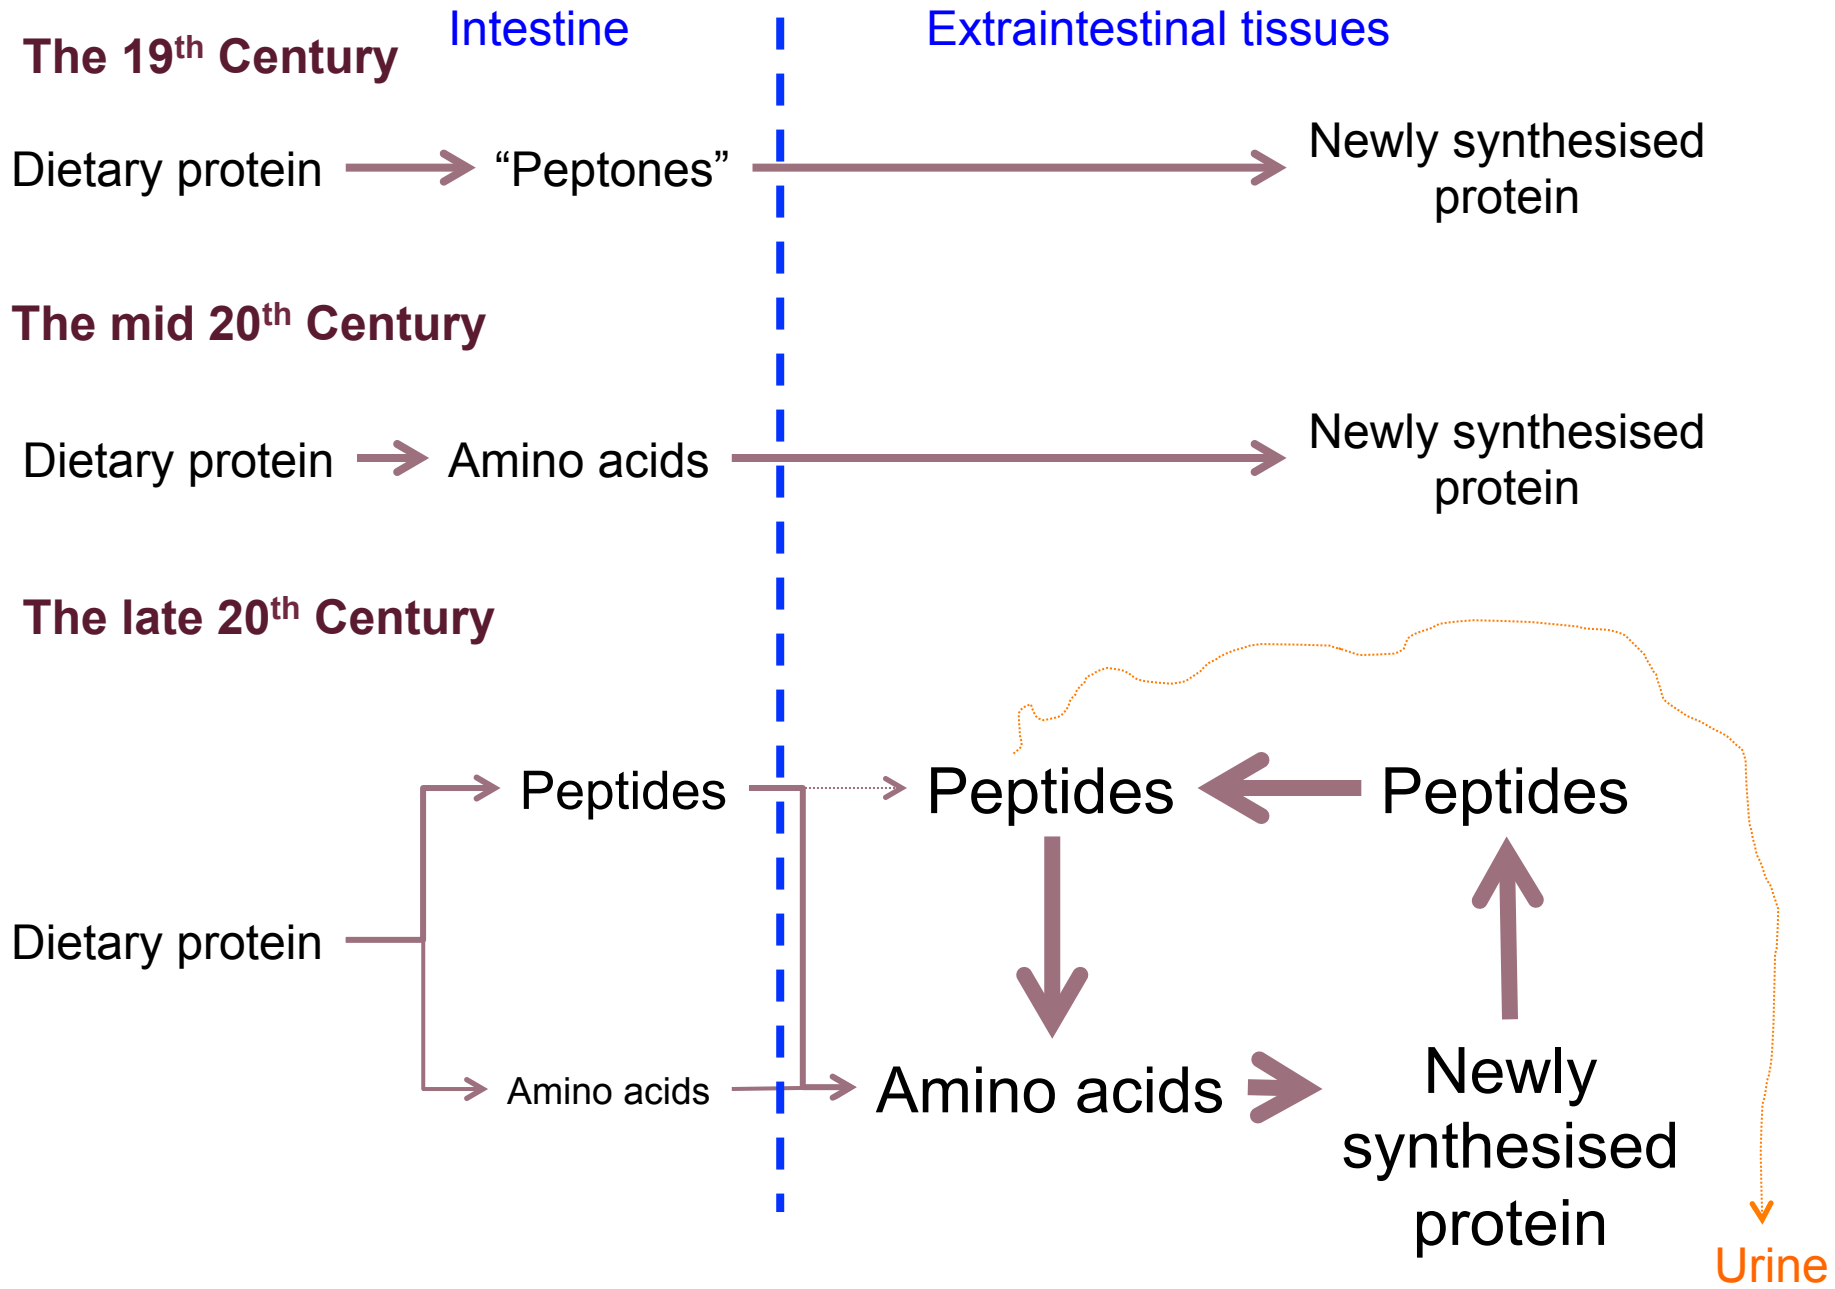 Intestine
Extraintestinal tissues
The 19th Century
Dietary protein
“Peptones”
Newly synthesised
protein
The mid 20th Century
Dietary protein
Amino acids
Newly synthesised
protein
The late 20th Century
Peptides
Peptides
Peptides
Dietary protein
Amino acids
Amino acids
Newly
synthesised
protein
Urine